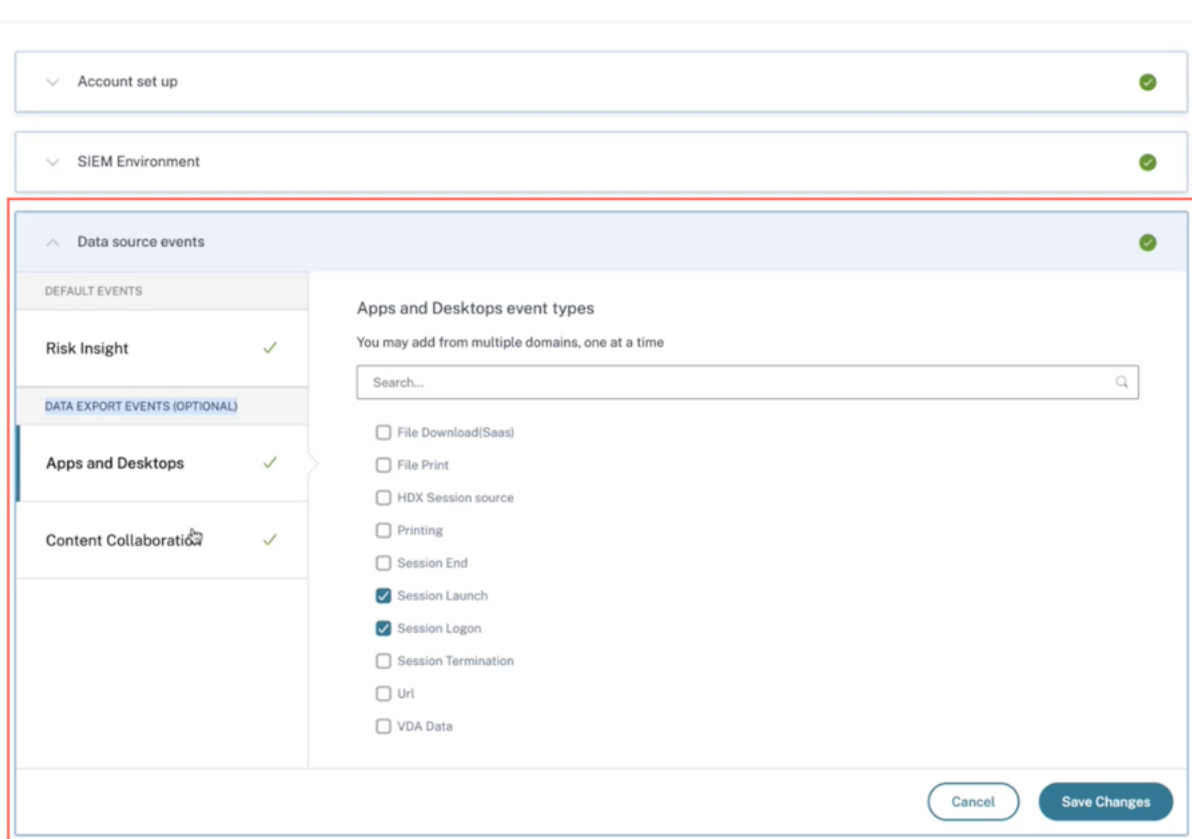 Account set up
SIEM Environment
Data source events
DEFAULT EVENTS
Risk Insight
DATA EXPORT EVENTS (OPTIONAL)
Apps and Desktops
Content Collaboration
Apps and Desktops event types
You may add from multiple domains, one at a time
Search...
File Download(Saas)
File Print
HDX Session source
Printing
Session End
Session Launch
Session Logon
Session Termination
Url
VDA Data
Cancel
Save Changes